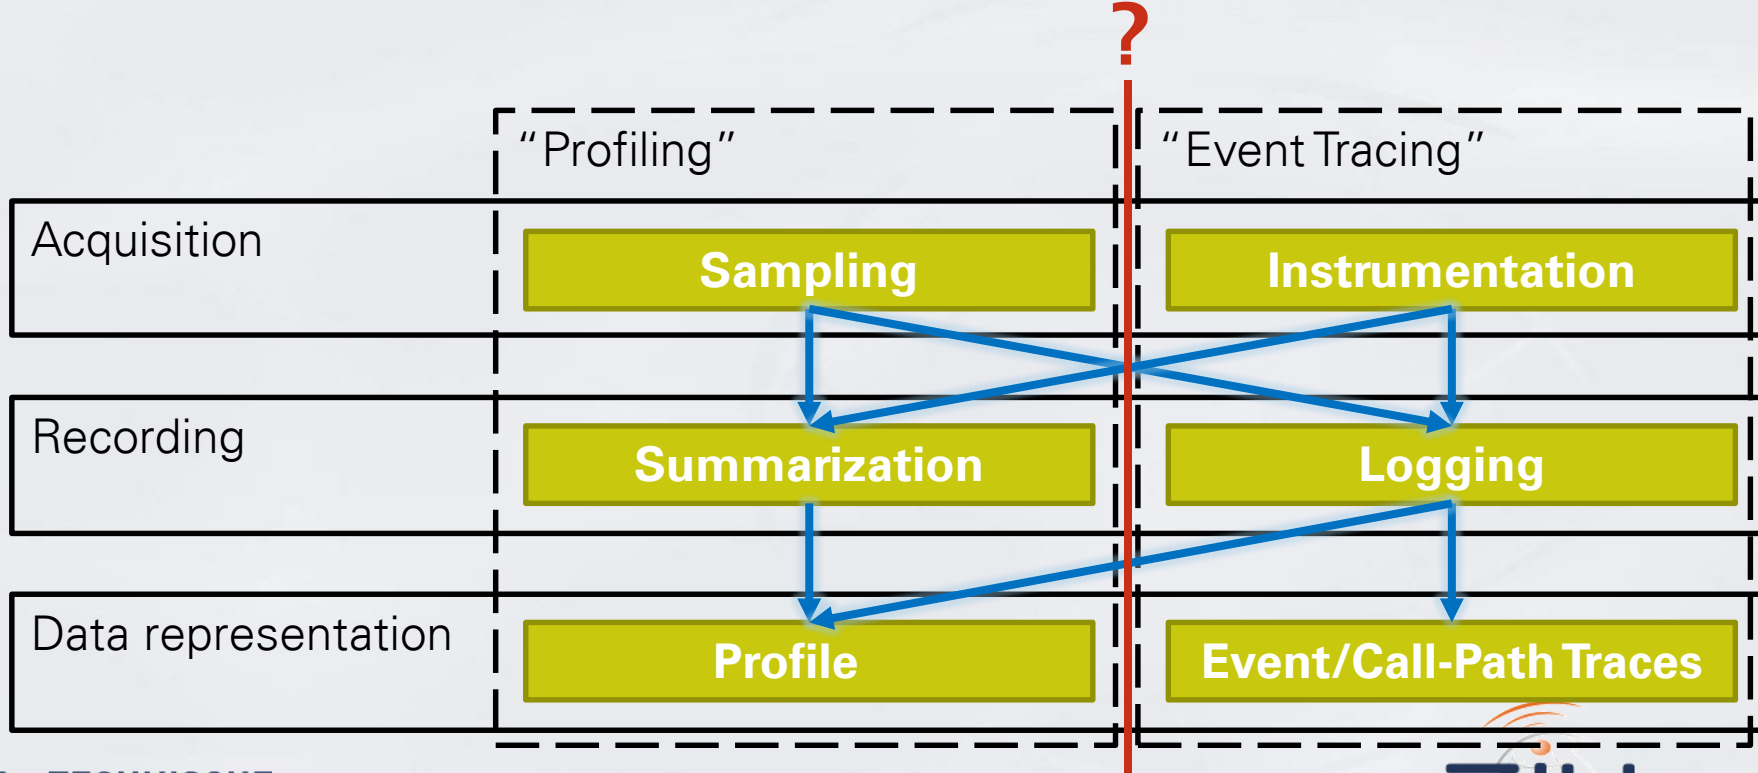 ?
“Profiling” “Event Tracing”
Acquisition
Sampling Instrumentation
Recording
Summarization Logging
Data representation
Profile Event/Call-Path Traces